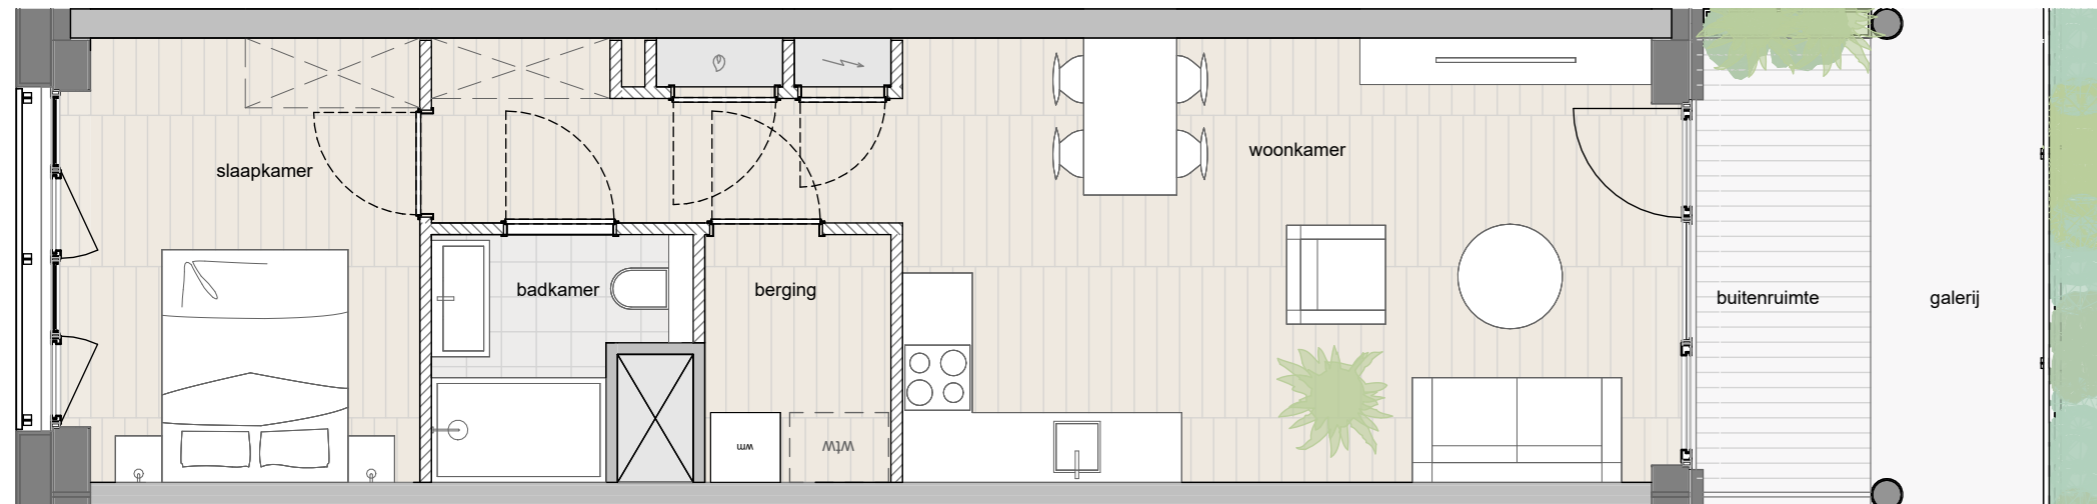 slaapkamer
woonkamer
badkamer
berging
buitenruimte
galerij
wm
wtw